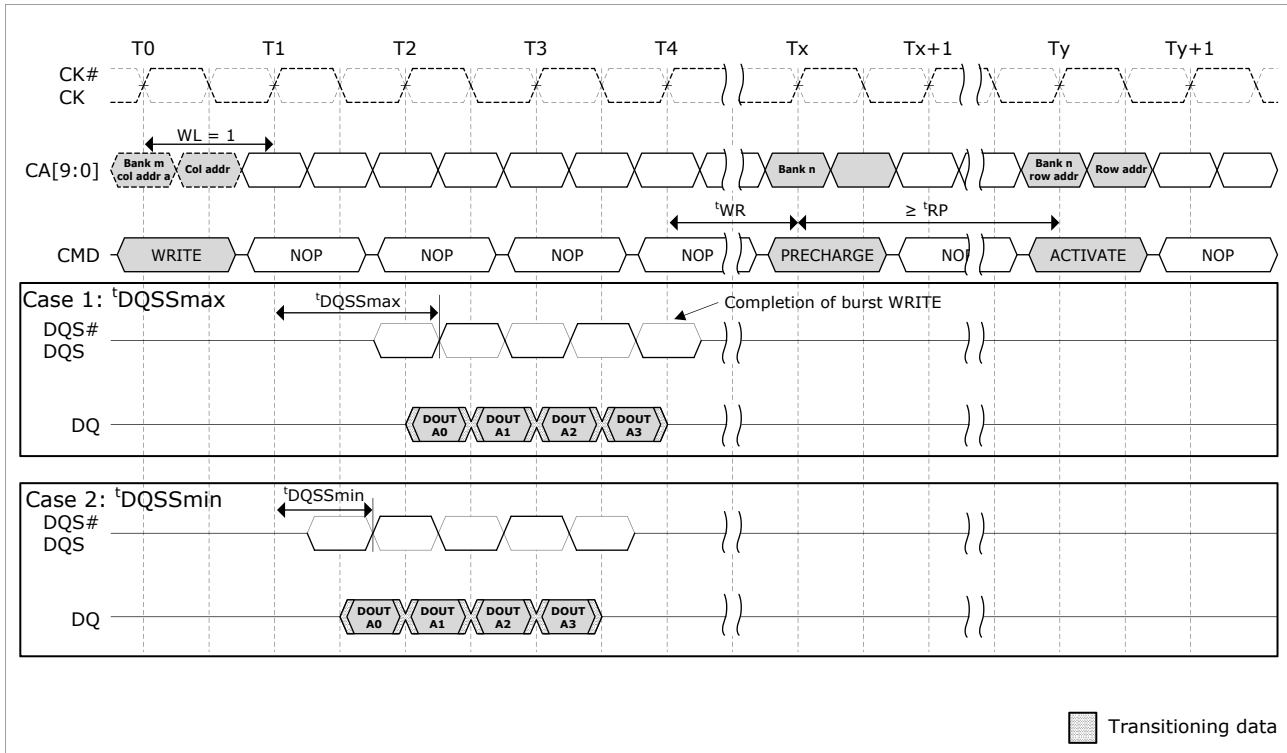 T0 T1 T2 T3 T4 Tx Tx+1 Ty Ty+1
CK#
CK
WL = 1
CA[9:0]
Bank m
col addr a
Col addr
Bank n
Bank n
row addr
Row addr
tWR
≥ tRP
CMD WRITE NOP NOP NOP NOP PRECHARGE NOP ACTIVATE NOP
Case 1: tDQSSmax
tDQSSmax
Completion of burst WRITE
DQS#
DQS
DQ
DOUT
A0
DOUT
A1
DOUT
A2
DOUT
A3
Case 2: tDQSSmin
tDQSSmin
DQS#
DQS
DQ
DOUT
A0
DOUT
A1
DOUT
A2
DOUT
A3
Transitioning data